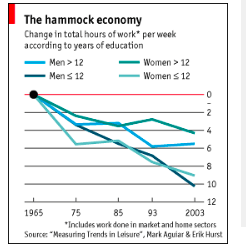 The hammock economy
Change in total hours of work* per week
according to years of education
Men > 12 Women > 12
Men ≤ 12 Women ≤ 12
0
–
2
4
6
8
10
12
1965 75 85 93 2003
*Includes work done in market and home sectors
Source: "Measuring Trends in Leisure", Mark Aguiar & Erik Hurst